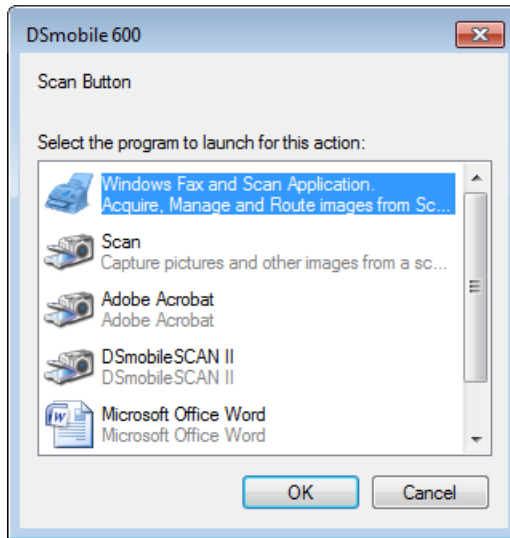 DSmobile 600
Scan Button
Select the program to launch for this action:
Windows Fax and Scan Application.
Acquire, Manage and Route images from Sc...
Scan
Capture pictures and other images from a sc...
Adobe Acrobat
Adobe Acrobat
DSmobileSCAN II
DSmobileSCAN II
Microsoft Office Word
Microsoft Office Word
OK Cancel